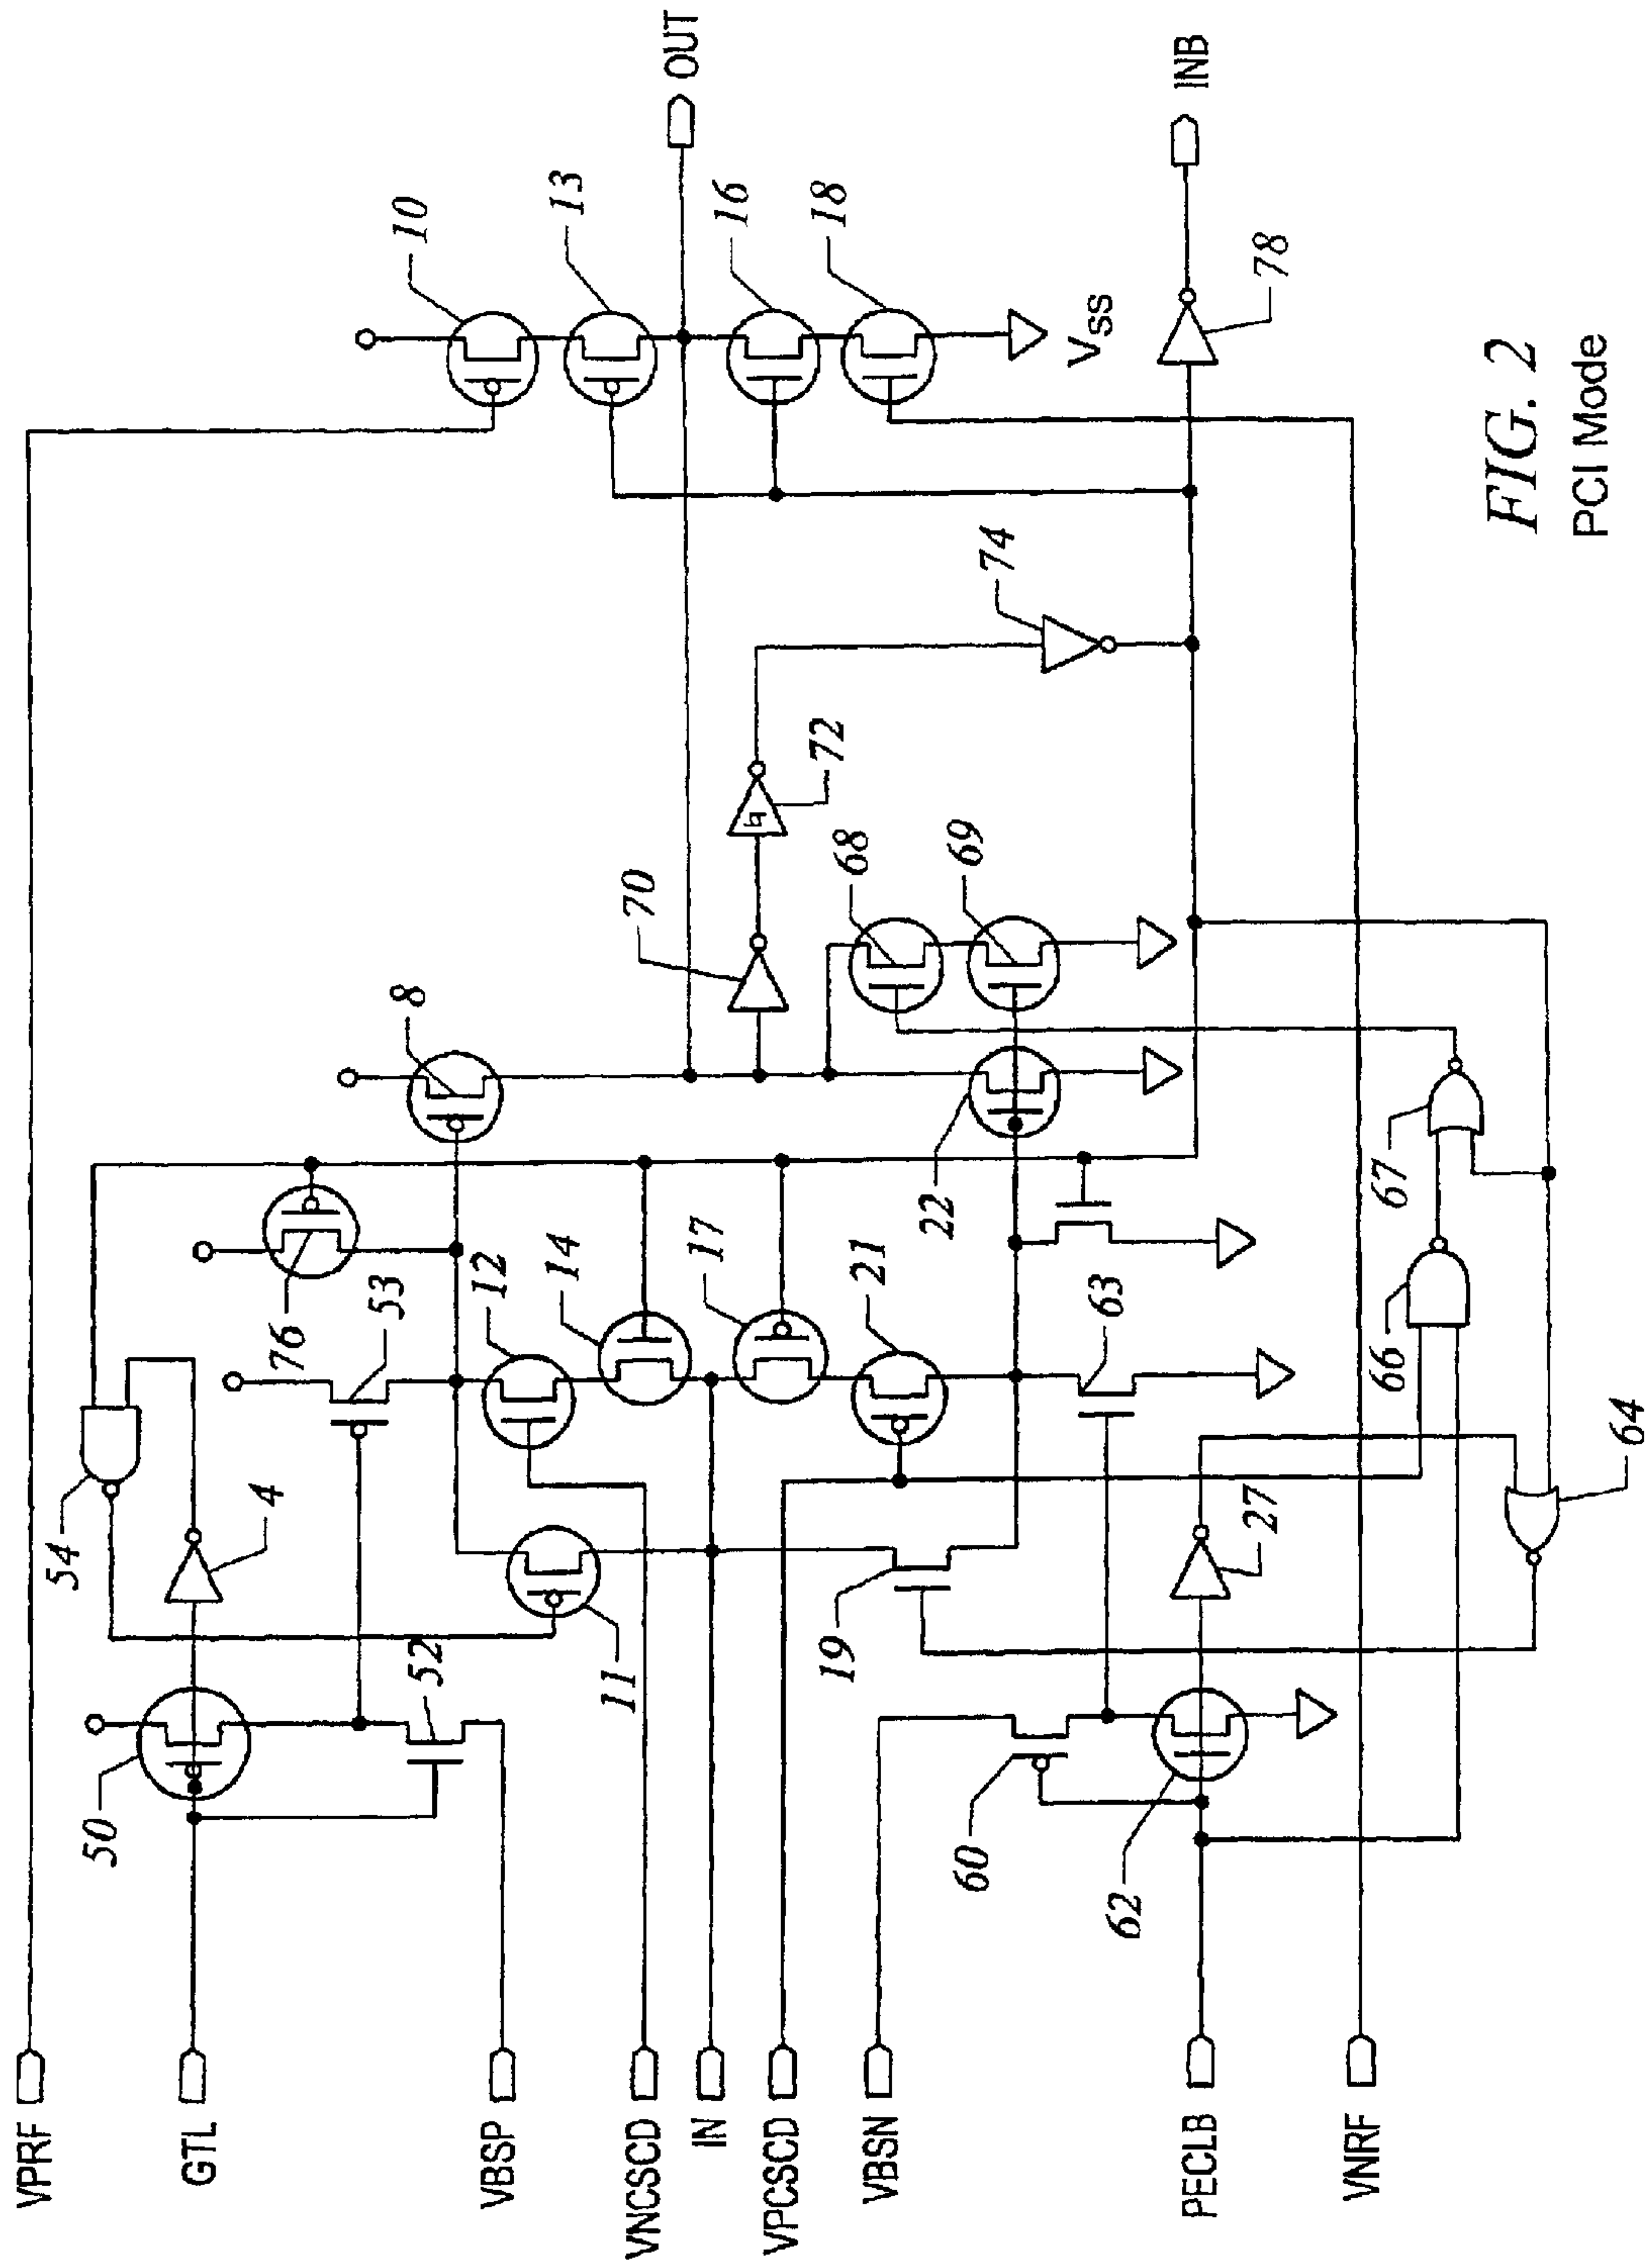 VPRF
GTL
VBSP
VNCSCD
IN
VPCSCD
VBSN
PECLB
VNRF
50
54
4
52
53
76
11
12
14
17
21
19
60
62
27
63
22
8
70
68
69
72
74
66
67
64
10
13
16
18
VSS
78
OUT
INB
FIG. 2
PCI Mode